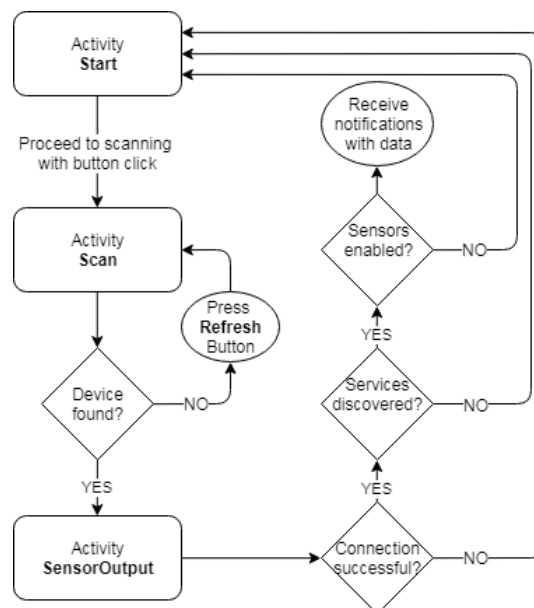 Activity
Start
Proceed to scanning
with button click
Activity
Scan
Press
Refresh
Button
Device
found?
NO
YES
Activity
SensorOutput
Connection
successful?
NO
YES
Services
discovered?
NO
YES
Sensors
enabled?
NO
Receive
notifications
with data